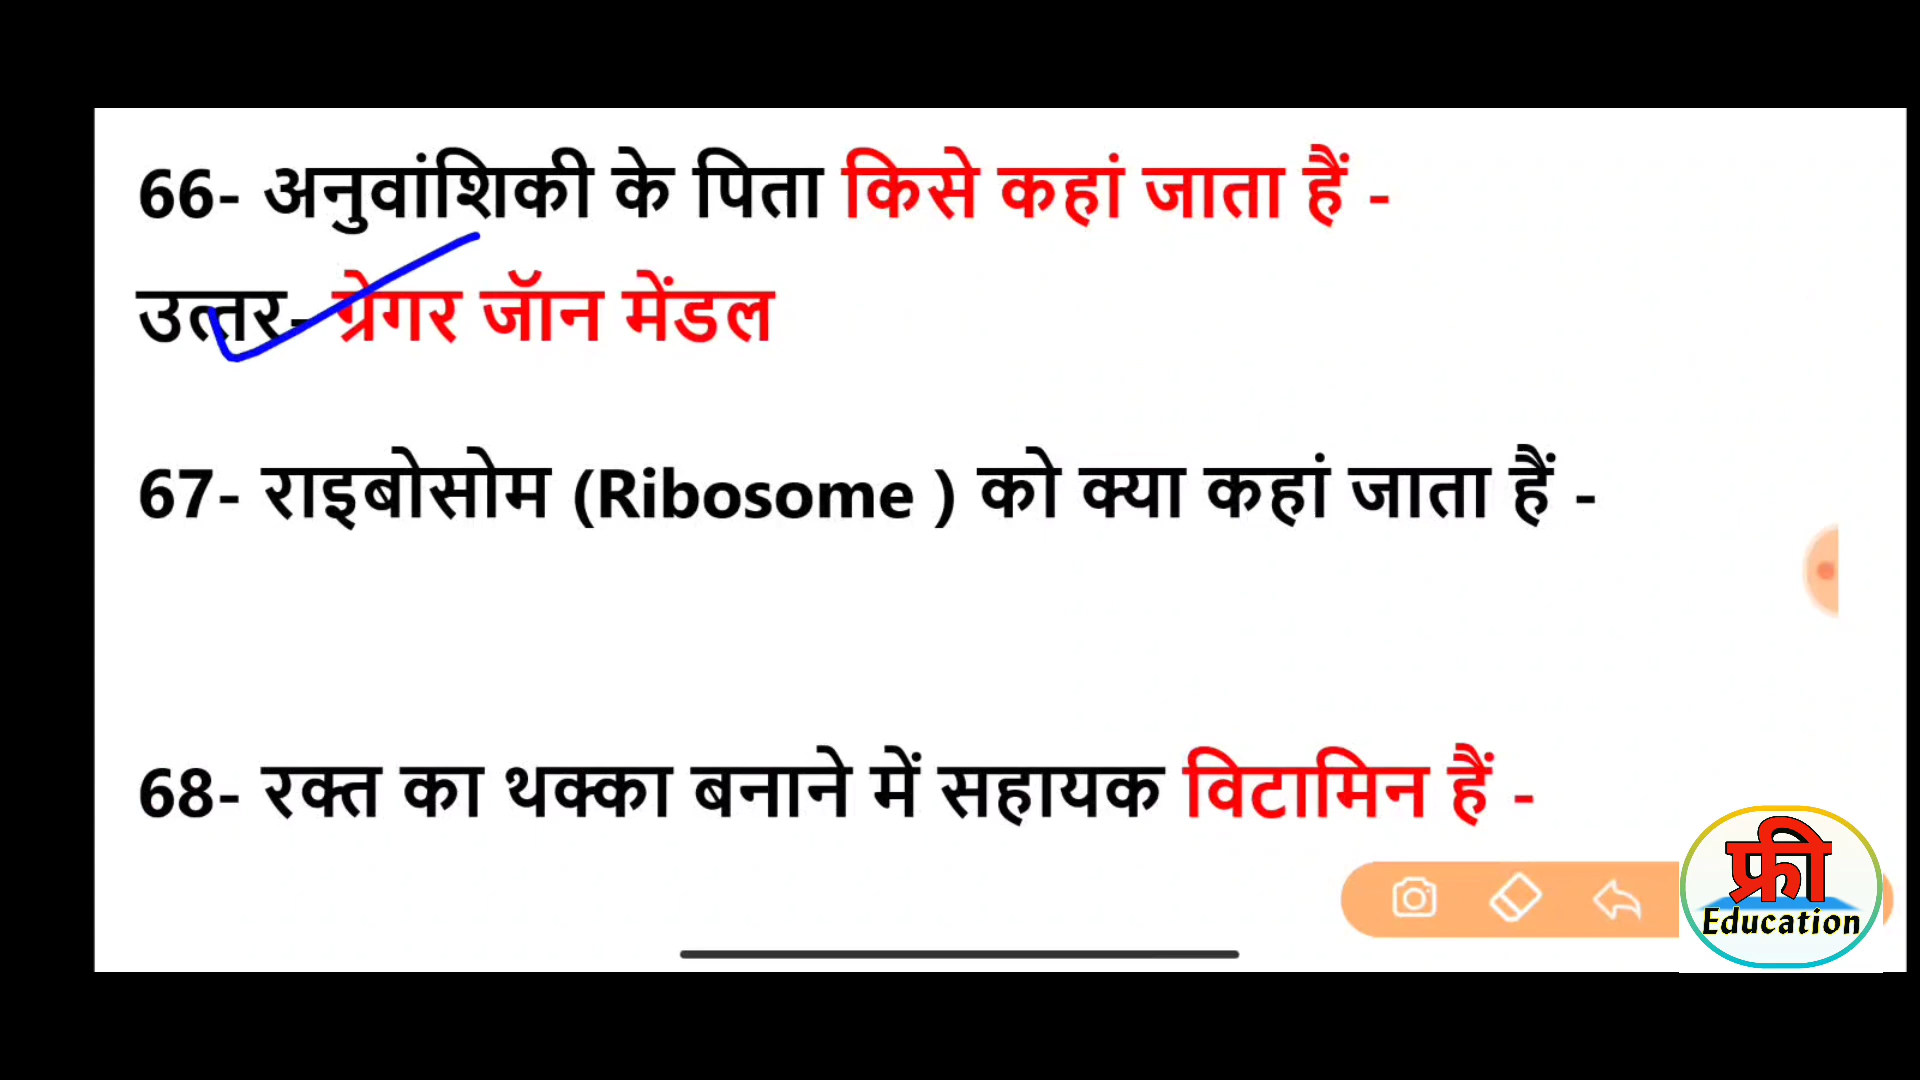 66- अनुवांशिकी के पिता किसे कहां जाता हैं -
उत्तर- ग्रेगर जॉन मेंडल
67- राइबोसोम (Ribosome ) को क्या कहां जाता हैं -
68- रक्त का थक्का बनाने में सहायक विटामिन हैं -
फ्री
Education